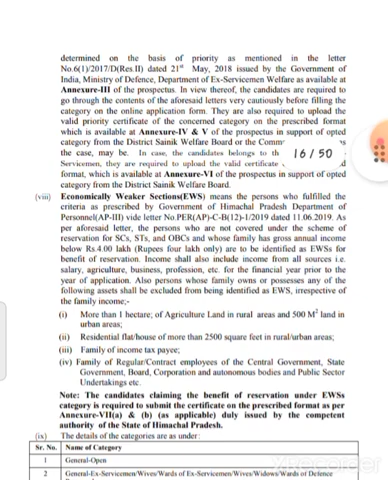 determined on the basis of priority as mentioned in the letter
No.6(1)/2017/D(Res.II) dated 21st May, 2018 issued by the Government of
India, Ministry of Defence, Department of Ex-Servicemen Welfare as available at
Annexure-III of the prospectus. In view thereof, the candidates are required to
go through the contents of the aforesaid letters very cautiously before filling the
category on the online application form. They are also required to upload the
valid priority certificate of the concerned category on the prescribed format
which is available at Annexure-IV & V of the prospectus in support of opted
category from the District Sainik Welfare Board or the
the case, may be. In case, the candidates belongs to
16 / 50
Servicemen, they are required to upload the valid certificate
format, which is available at Annexure-VI of the prospectus in support of opted
category from the District Sainik Welfare Board.
(viii) Economically Weaker Sections(EWS) means the persons who fulfilled the
criteria as prescribed by Government of Himachal Pradesh Department of
Personnel(AP-III) vide letter No.PER(AP)-C-B(12)-1/2019 dated 11.06.2019. As
per aforesaid letter, the persons who are not covered under the scheme of
reservation for SCs, STs, and OBCs and whose family has gross annual income
below Rs.4.00 lakh (Rupees four lakh only) are to be identified as EWSs for
benefit of reservation. Income shall also include income from all sources i.e.
salary, agriculture, business, profession, etc. for the financial year prior to the
year of application. Also persons whose family owns or possesses any of the
following assets shall be excluded from being identified as EWS, irrespective of
the family income;-
(i) More than 1 hectare; of Agriculture Land in rural areas and 500 M2 land in
urban areas;
(ii) Residential flat/house of more than 2500 square feet in rural/urban areas;
(iii) Family of income tax payee;
(iv) Family of Regular/Contract employees of the Central Government, State
Government, Board, Corporation and autonomous bodies and Public Sector
Undertakings etc.
Note: The candidates claiming the benefit of reservation under EWSs
category is required to submit the certificate on the prescribed format as per
Annexure-VII(a) & (b) (as applicable) duly issued by the competent
authority of the State of Himachal Pradesh.
(ix) The details of the categories are as under:
Sr. No. Name of Category
1 General-Open
2 General-Ex-Servicemen/Wives/Wards of Ex-Servicemen/Wives/Widows/Wards of Defence